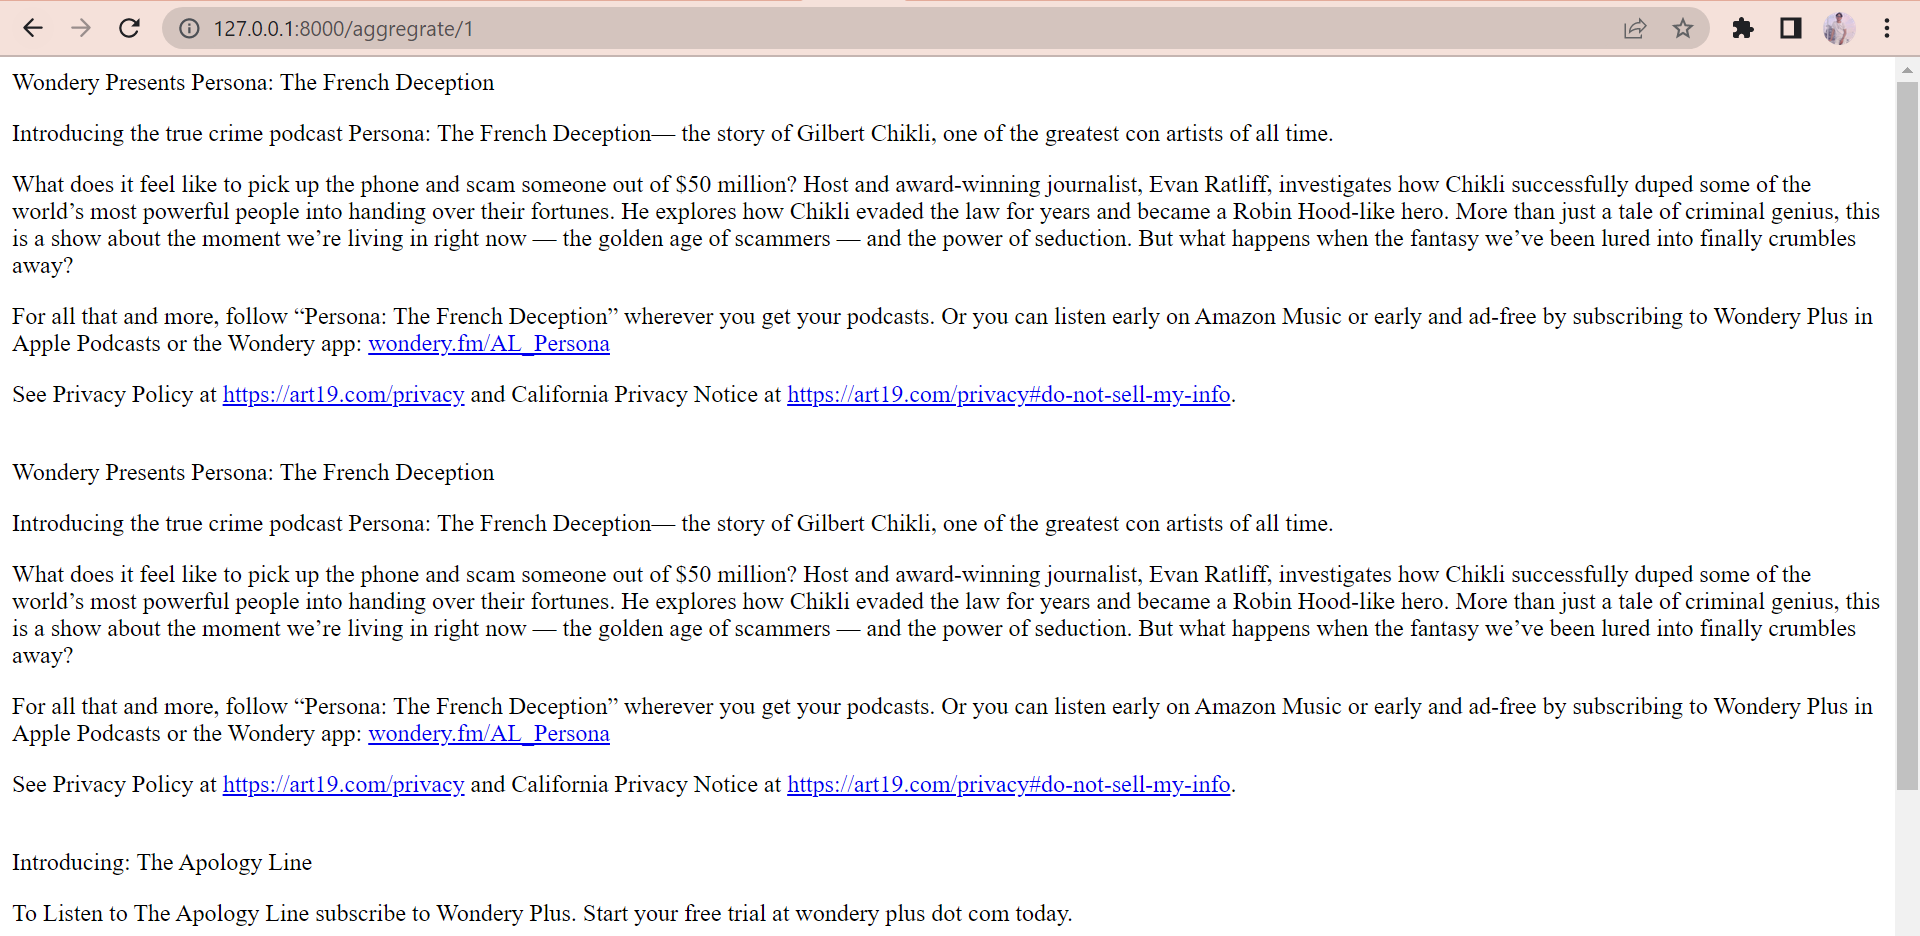 127.0.0.1:8000/aggregrate/1
Wondery Presents Persona: The French Deception
Introducing the true crime podcast Persona: The French Deception— the story of Gilbert Chikli, one of the greatest con artists of all time.
What does it feel like to pick up the phone and scam someone out of $50 million? Host and award-winning journalist, Evan Ratliff, investigates how Chikli successfully duped some of the
world’s most powerful people into handing over their fortunes. He explores how Chikli evaded the law for years and became a Robin Hood-like hero. More than just a tale of criminal genius, this
is a show about the moment we’re living in right now — the golden age of scammers — and the power of seduction. But what happens when the fantasy we’ve been lured into finally crumbles
away?
For all that and more, follow “Persona: The French Deception” wherever you get your podcasts. Or you can listen early on Amazon Music or early and ad-free by subscribing to Wondery Plus in
Apple Podcasts or the Wondery app: wondery.fm/AL_Persona
See Privacy Policy at https://art19.com/privacy and California Privacy Notice at https://art19.com/privacy#do-not-sell-my-info.
Wondery Presents Persona: The French Deception
Introducing the true crime podcast Persona: The French Deception— the story of Gilbert Chikli, one of the greatest con artists of all time.
What does it feel like to pick up the phone and scam someone out of $50 million? Host and award-winning journalist, Evan Ratliff, investigates how Chikli successfully duped some of the
world’s most powerful people into handing over their fortunes. He explores how Chikli evaded the law for years and became a Robin Hood-like hero. More than just a tale of criminal genius, this
is a show about the moment we’re living in right now — the golden age of scammers — and the power of seduction. But what happens when the fantasy we’ve been lured into finally crumbles
away?
For all that and more, follow “Persona: The French Deception” wherever you get your podcasts. Or you can listen early on Amazon Music or early and ad-free by subscribing to Wondery Plus in
Apple Podcasts or the Wondery app: wondery.fm/AL_Persona
See Privacy Policy at https://art19.com/privacy and California Privacy Notice at https://art19.com/privacy#do-not-sell-my-info.
Introducing: The Apology Line
To Listen to The Apology Line subscribe to Wondery Plus. Start your free trial at wondery plus dot com today.